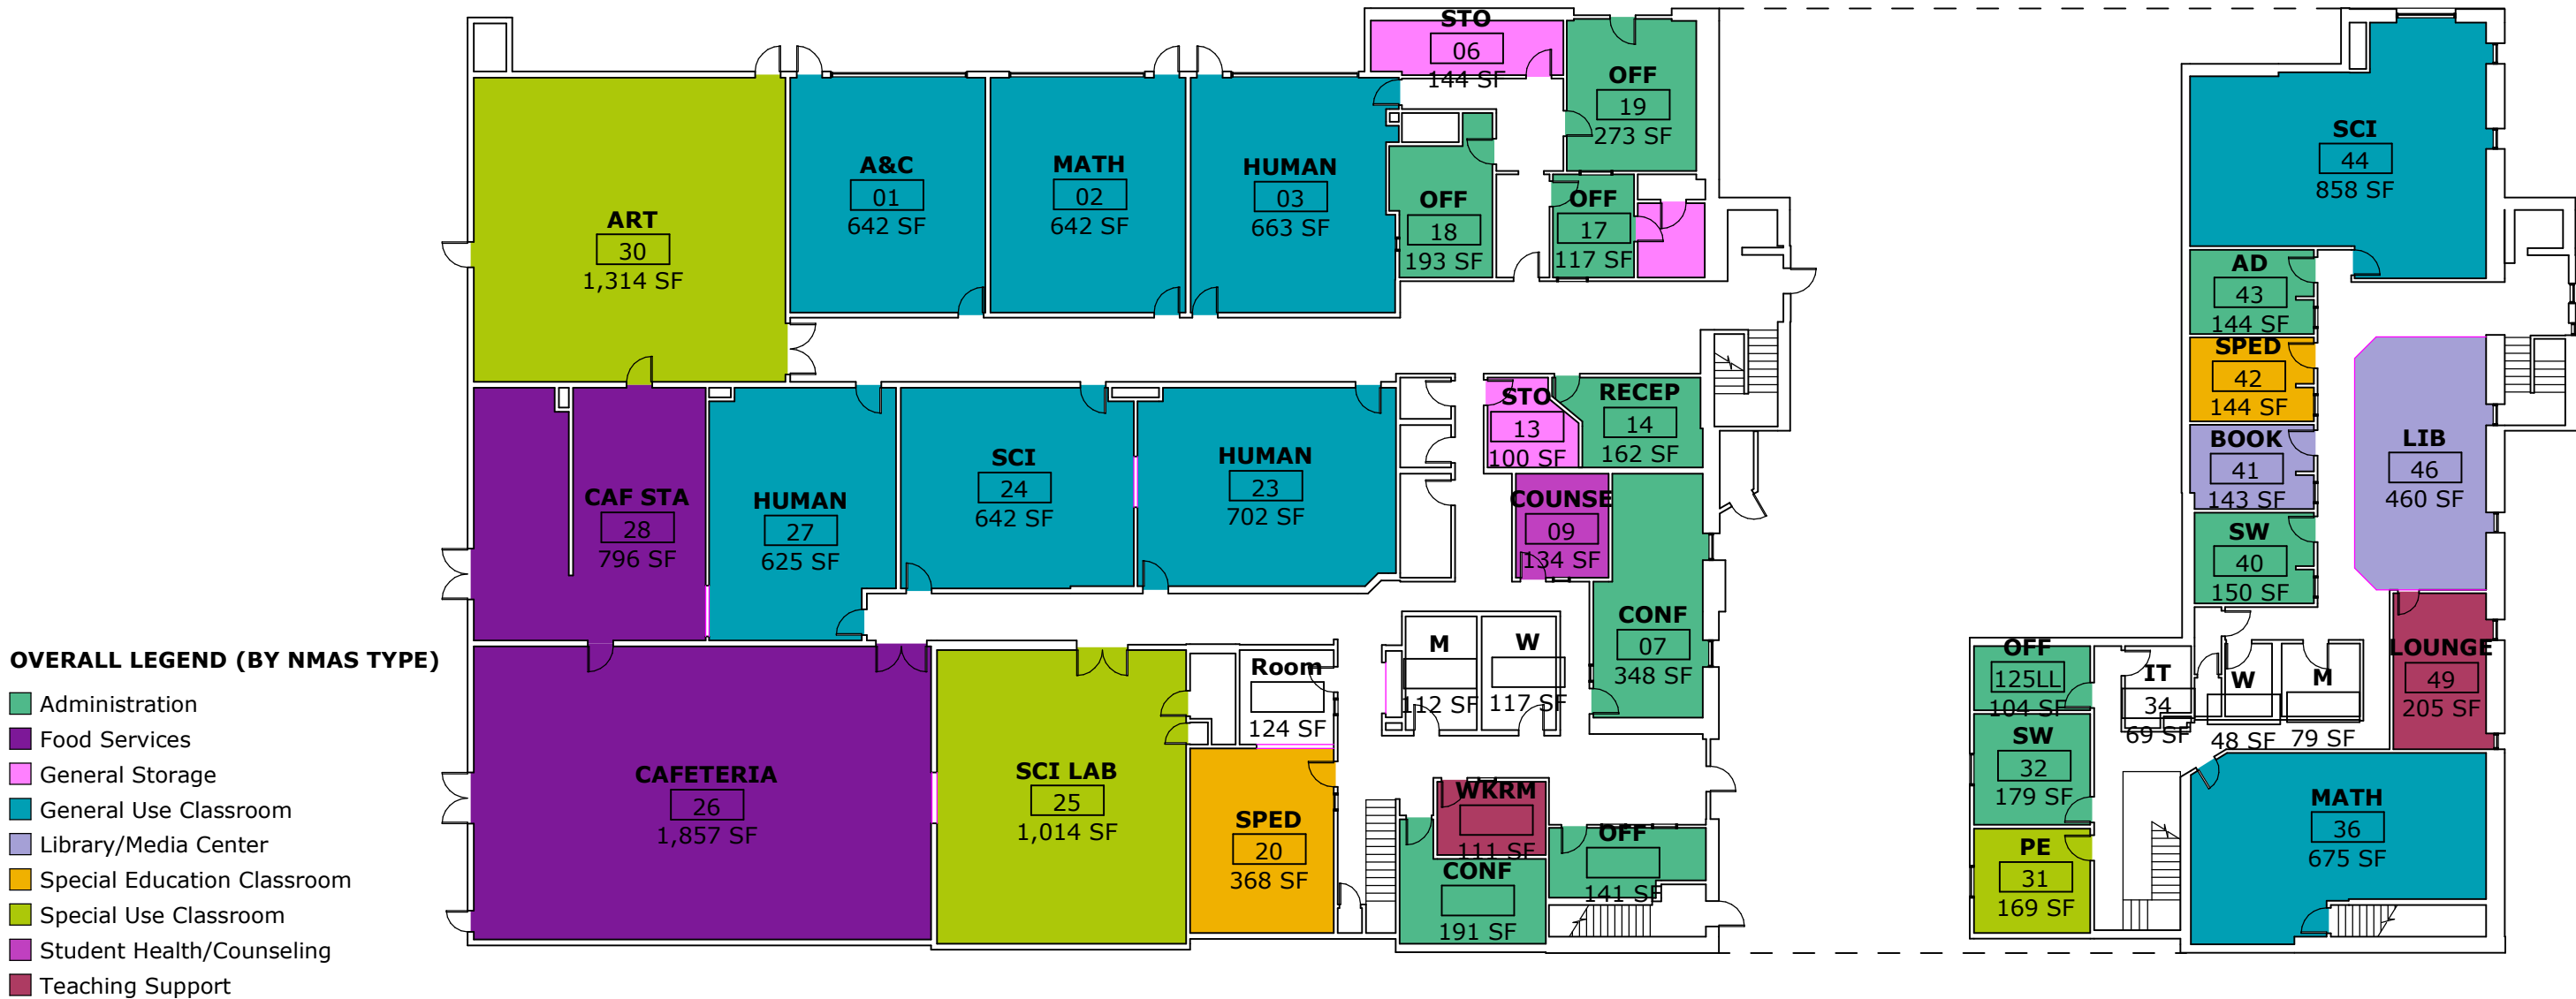 STO
06
144 SF
OFF
19
273 SF
A&C
01
642 SF
MATH
02
642 SF
HUMAN
03
663 SF
ART
30
1,314 SF
OFF
18
193 SF
OFF
17
117 SF
SCI
44
858 SF
AD
43
144 SF
SPED
42
144 SF
BOOK
41
143 SF
LIB
46
460 SF
SW
40
150 SF
STO
13
100 SF
RECEP
14
162 SF
CAF STA
28
796 SF
HUMAN
27
625 SF
SCI
24
642 SF
HUMAN
23
702 SF
COUNSE
09
134 SF
CONF
07
348 SF
M
112 SF
W
117 SF
Room
124 SF
OFF
125LL
104 SF
IT
34
69 SF
W
48 SF
M
79 SF
LOUNGE
49
205 SF
SW
32
179 SF
PE
31
169 SF
MATH
36
675 SF
CAFETERIA
26
1,857 SF
SCI LAB
25
1,014 SF
SPED
20
368 SF
WKRM
111 SF
OFF
141 SF
CONF
191 SF
OVERALL LEGEND (BY NMAS TYPE)
Administration
Food Services
General Storage
General Use Classroom
Library/Media Center
Special Education Classroom
Special Use Classroom
Student Health/Counseling
Teaching Support